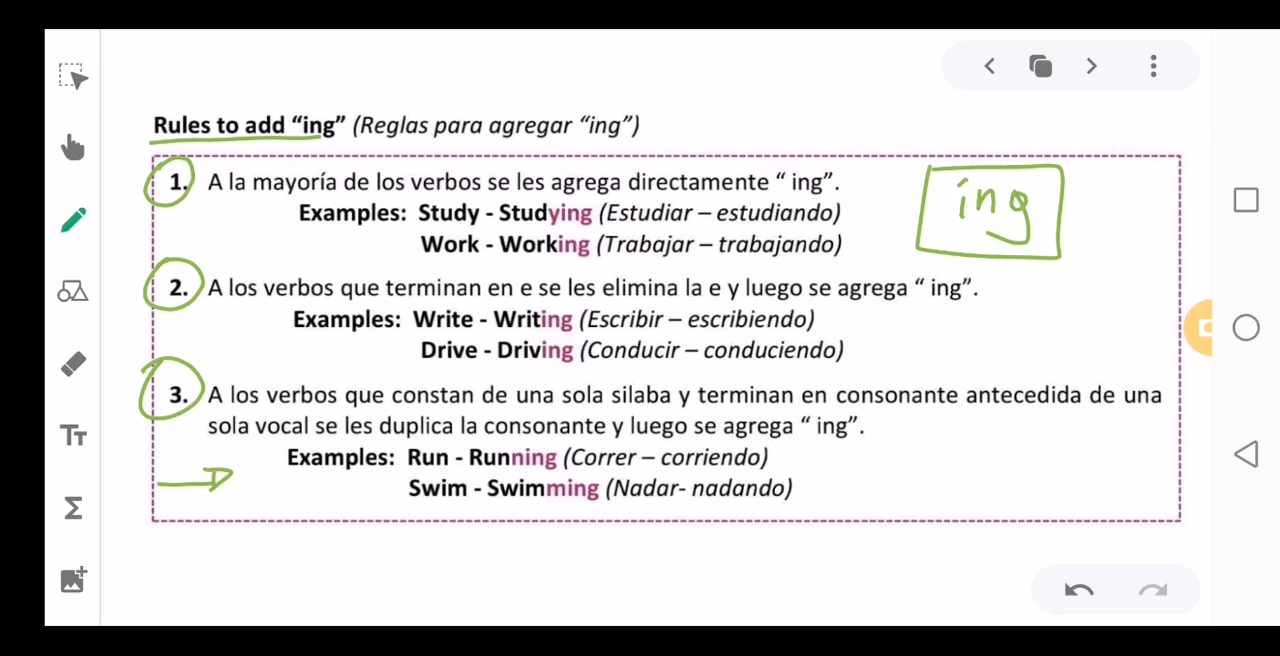 Rules to add “ing” (Reglas para agregar “ing”)
1. A la mayoría de los verbos se les agrega directamente “ ing”.
ing
Examples: Study - Studying (Estudiar – estudiando)
Work - Working (Trabajar – trabajando)
2. A los verbos que terminan en e se les elimina la e y luego se agrega “ ing”.
Examples: Write - Writing (Escribir – escribiendo)
Drive - Driving (Conducir – conduciendo)
3. A los verbos que constan de una sola silaba y terminan en consonante antecedida de una
sola vocal se les duplica la consonante y luego se agrega “ ing”.
Examples: Run - Running (Correr – corriendo)
Swim - Swimming (Nadar- nadando)